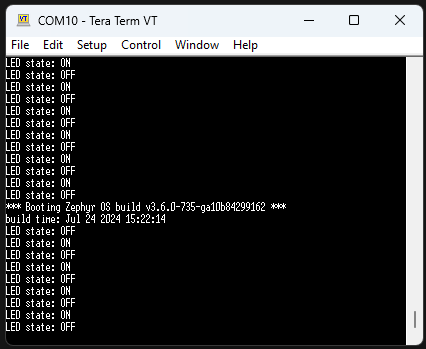 COM10 - Tera Term VT
File Edit Setup Control Window Help
LED state: ON
LED state: OFF
LED state: ON
LED state: OFF
LED state: ON
LED state: OFF
LED state: ON
LED state: OFF
LED state: ON
LED state: OFF
LED state: ON
LED state: OFF
*** Booting Zephyr OS build v3.6.0-735-ga10b84299162 ***
build time: Jul 24 2024 15:22:14
LED state: OFF
LED state: ON
LED state: OFF
LED state: ON
LED state: OFF
LED state: ON
LED state: OFF
LED state: ON
LED state: OFF